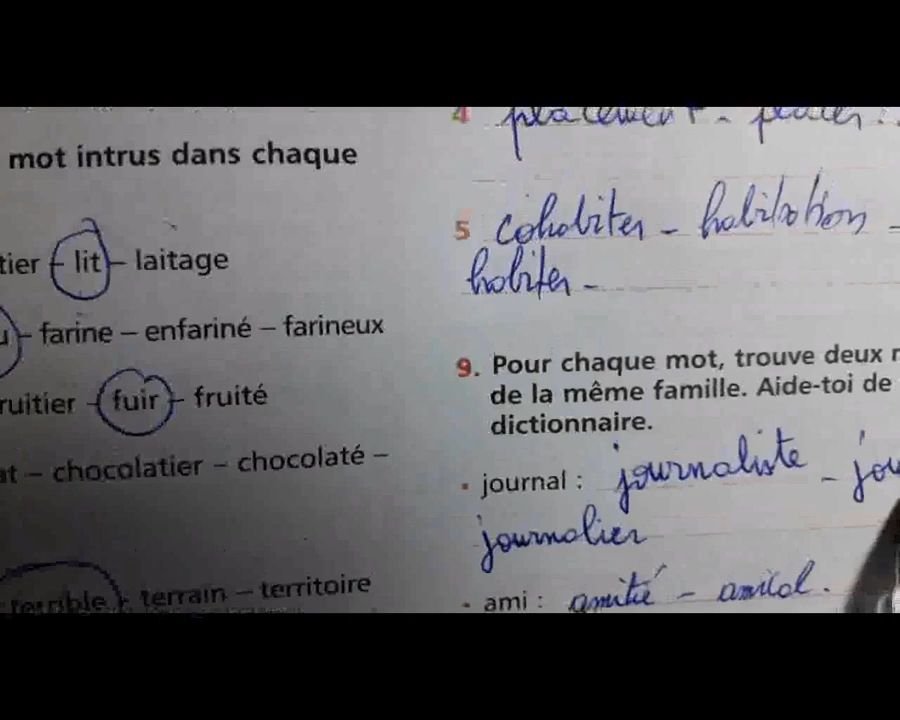 mot intrus dans chaque
tier – lit – laitage
– farine – enfariné – farineux
ruitier – fuir – fruité
at – chocolatier – chocolaté –
terrible – terrain – territoire
4 placement -
5 cohabiter - habitation -
habiter -
9. Pour chaque mot, trouve deux
de la même famille. Aide-toi de
dictionnaire.
• journal : journaliste - jou
journalier
• ami : amitié - amical.